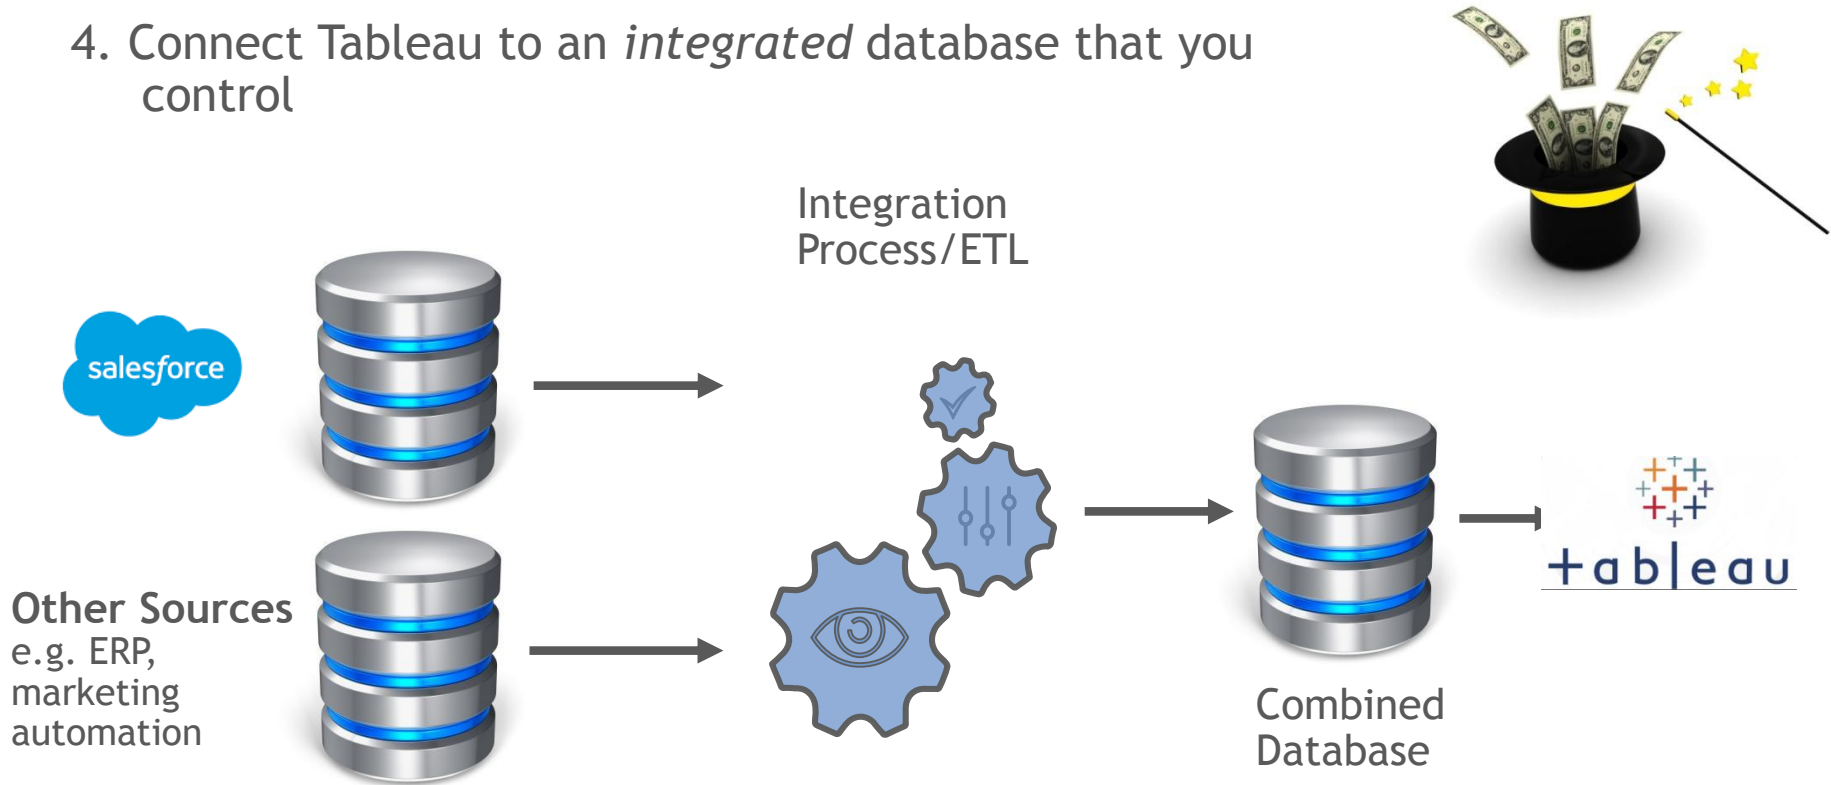 4. Connect Tableau to an integrated database that you
control
Integration
Process/ETL
salesforce
Other Sources
e.g. ERP,
marketing
automation
+ableau
Combined
Database